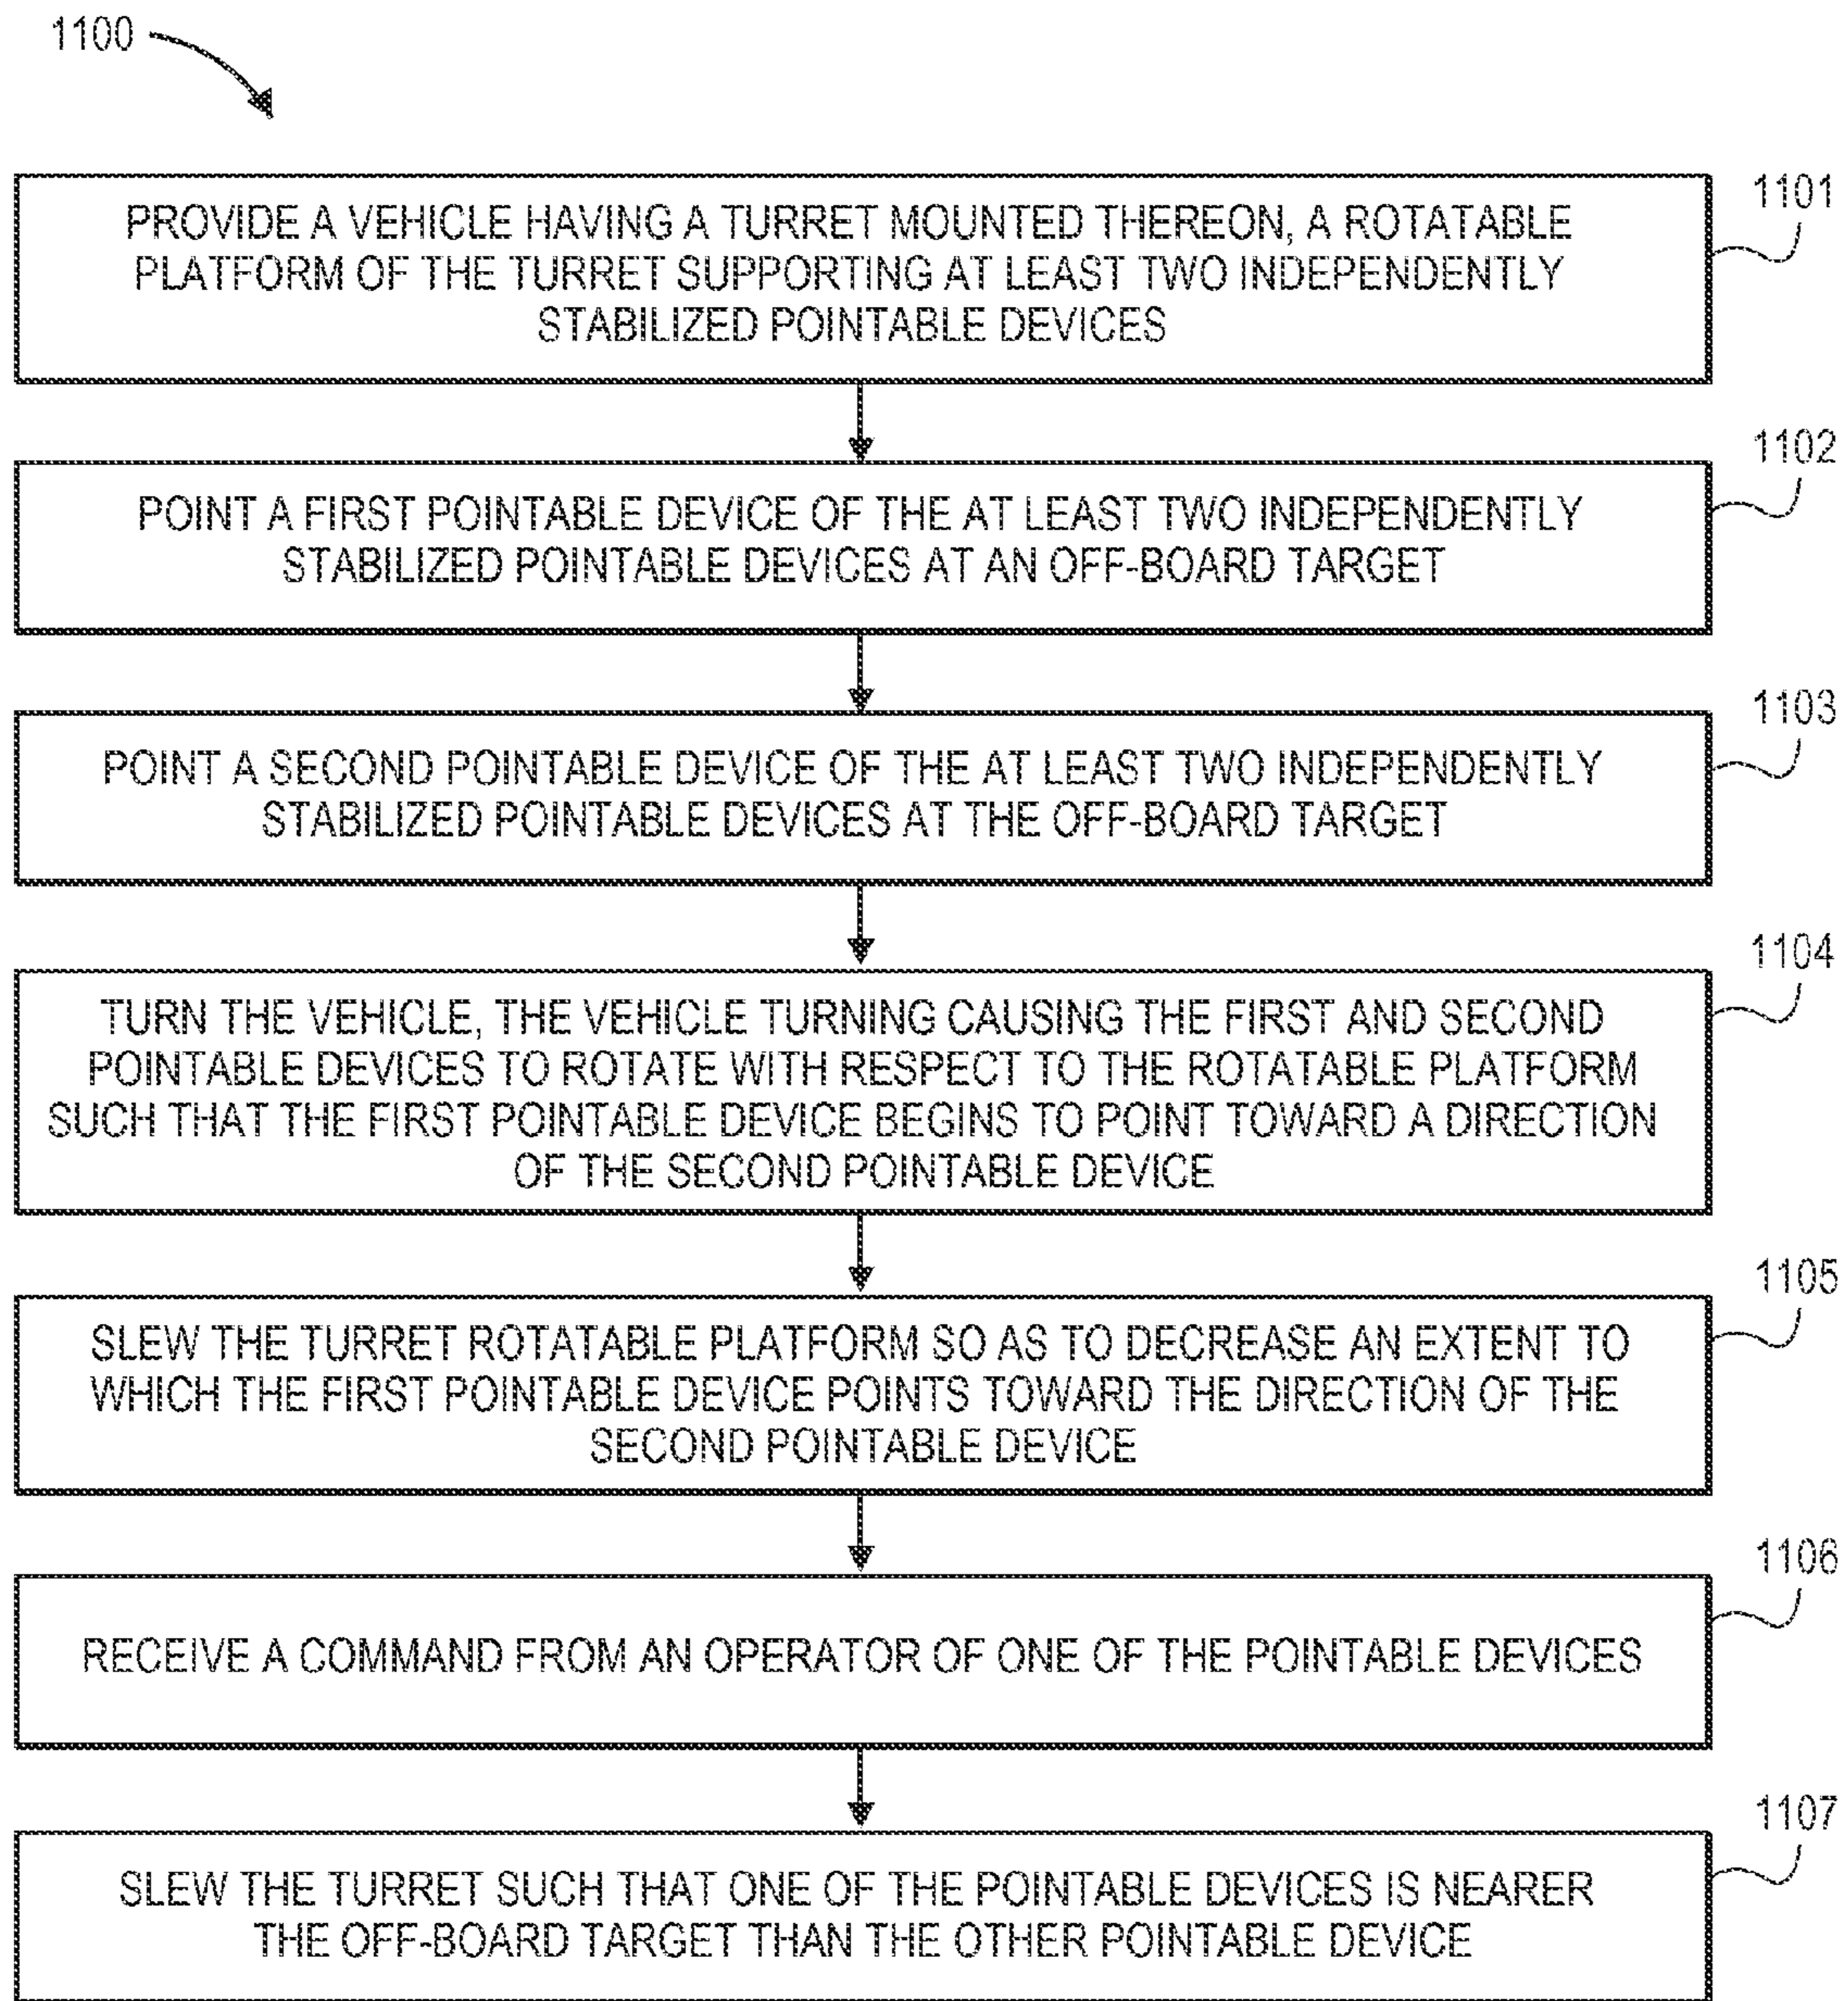 1100
1101
PROVIDE A VEHICLE HAVING A TURRET MOUNTED THEREON, A ROTATABLE
PLATFORM OF THE TURRET SUPPORTING AT LEAST TWO INDEPENDENTLY
STABILIZED POINTABLE DEVICES
1102
POINT A FIRST POINTABLE DEVICE OF THE AT LEAST TWO INDEPENDENTLY
STABILIZED POINTABLE DEVICES AT AN OFF-BOARD TARGET
1103
POINT A SECOND POINTABLE DEVICE OF THE AT LEAST TWO INDEPENDENTLY
STABILIZED POINTABLE DEVICES AT THE OFF-BOARD TARGET
1104
TURN THE VEHICLE, THE VEHICLE TURNING CAUSING THE FIRST AND SECOND
POINTABLE DEVICES TO ROTATE WITH RESPECT TO THE ROTATABLE PLATFORM
SUCH THAT THE FIRST POINTABLE DEVICE BEGINS TO POINT TOWARD A DIRECTION
OF THE SECOND POINTABLE DEVICE
1105
SLEW THE TURRET ROTATABLE PLATFORM SO AS TO DECREASE AN EXTENT TO
WHICH THE FIRST POINTABLE DEVICE POINTS TOWARD THE DIRECTION OF THE
SECOND POINTABLE DEVICE
1106
RECEIVE A COMMAND FROM AN OPERATOR OF ONE OF THE POINTABLE DEVICES
1107
SLEW THE TURRET SUCH THAT ONE OF THE POINTABLE DEVICES IS NEARER
THE OFF-BOARD TARGET THAN THE OTHER POINTABLE DEVICE